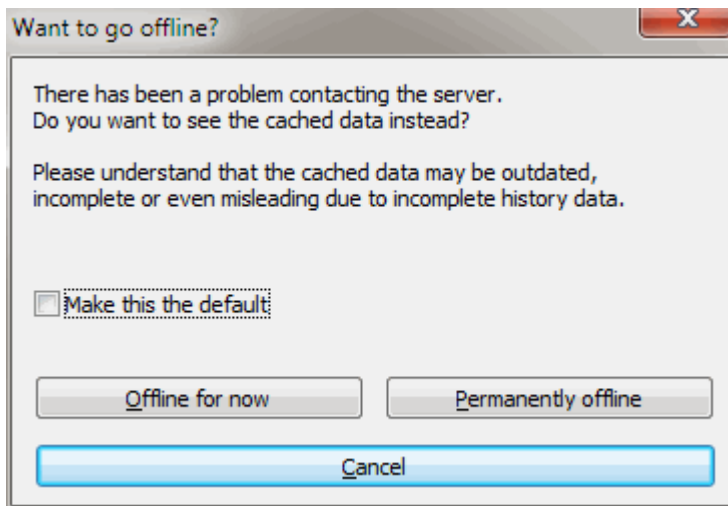 Want to go offline?
There has been a problem contacting the server.
Do you want to see the cached data instead?
Please understand that the cached data may be outdated,
incomplete or even misleading due to incomplete history data.
Make this the default
Offline for now
Permanently offline
Cancel